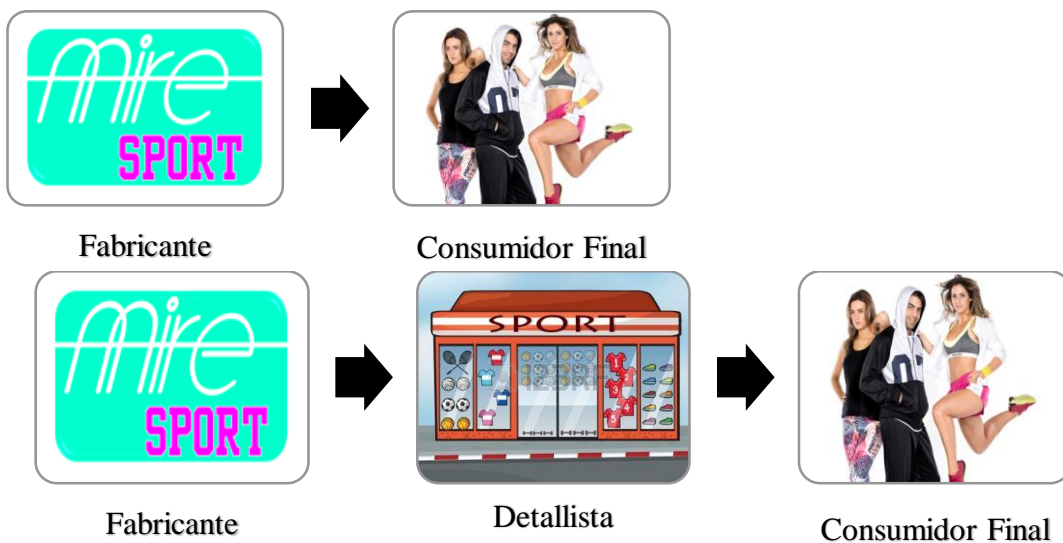 Mire
SPORT
Fabricante
Consumidor Final
Mire
SPORT
SPORT
Fabricante
Detallista
Consumidor Final